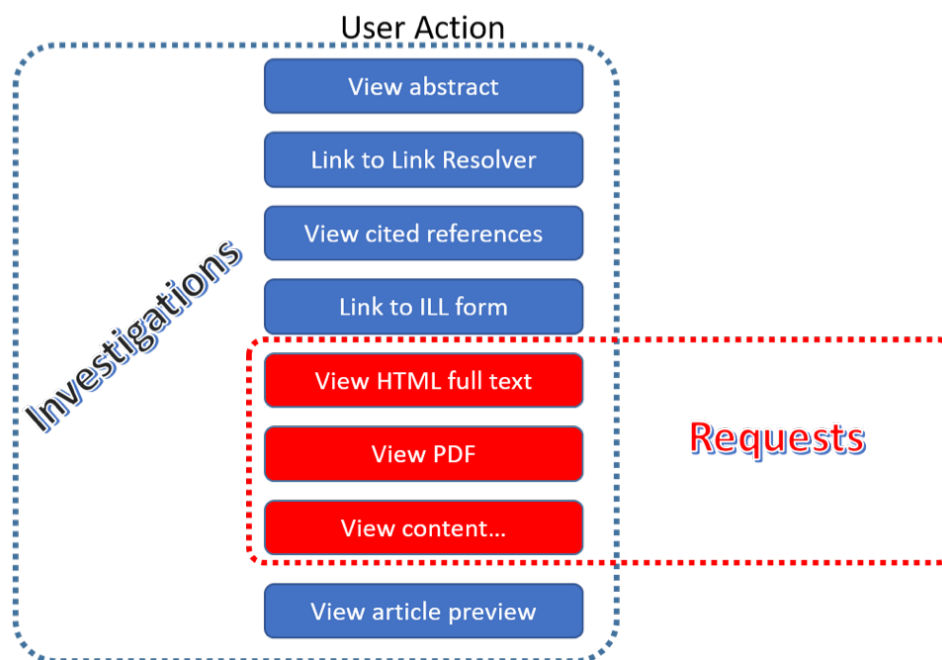 User Action
View abstract
Link to Link Resolver
View cited references
Investigations
Link to ILL form
View HTML full text
View PDF
Requests
View content...
View article preview